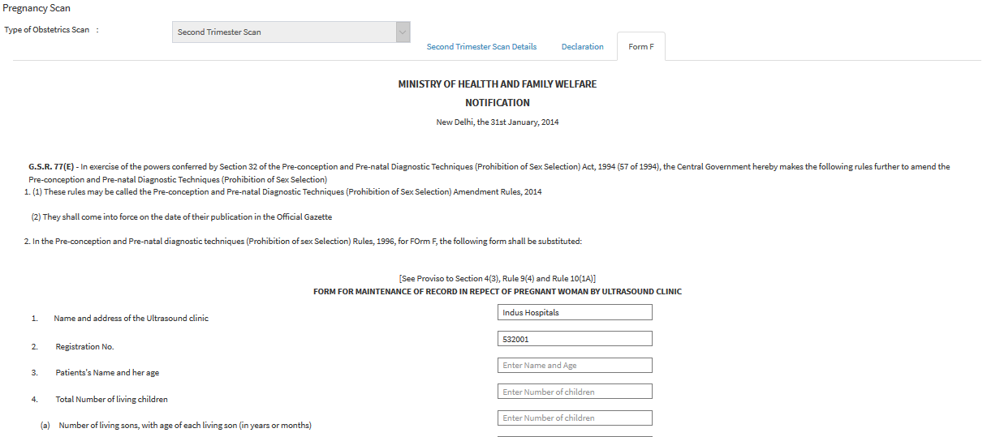 Pregnancy Scan
Type of Obstetrics Scan :
Second Trimester Scan
Second Trimester Scan Details Declaration Form F
MINISTRY OF HEALTTH AND FAMILY WELFARE
NOTIFICATION
New Delhi, the 31st January, 2014
G.S.R. 77(E) - In exercise of the powers conferred by Section 32 of the Pre-conception and Pre-natal Diagnostic Techniques (Prohibition of Sex Selection) Act, 1994 (57 of 1994), the Central Government hereby makes the following rules further to amend the
Pre-conception and Pre-natal Diagnostic Techniques (Prohibition of Sex Selection)
1. (1) These rules may be called the Pre-conception and Pre-natal Diagnostic Techniques (Prohibition of Sex Selection) Amendment Rules, 2014
(2) They shall come into force on the date of their publication in the Official Gazette
2. In the Pre-conception and Pre-natal diagnostic techniques (Prohibition of sex Selection) Rules, 1996, for FOrm F, the following form shall be substituted:
[See Proviso to Section 4(3), Rule 9(4) and Rule 10(1A)]
FORM FOR MAINTENANCE OF RECORD IN REPECT OF PREGNANT WOMAN BY ULTRASOUND CLINIC
1. Name and address of the Ultrasound clinic Indus Hospitals
2. Registration No. 532001
3. Patients's Name and her age Enter Name and Age
4. Total Number of living children Enter Number of children
(a) Number of living sons, with age of each living son (in years or months) Enter Number of children